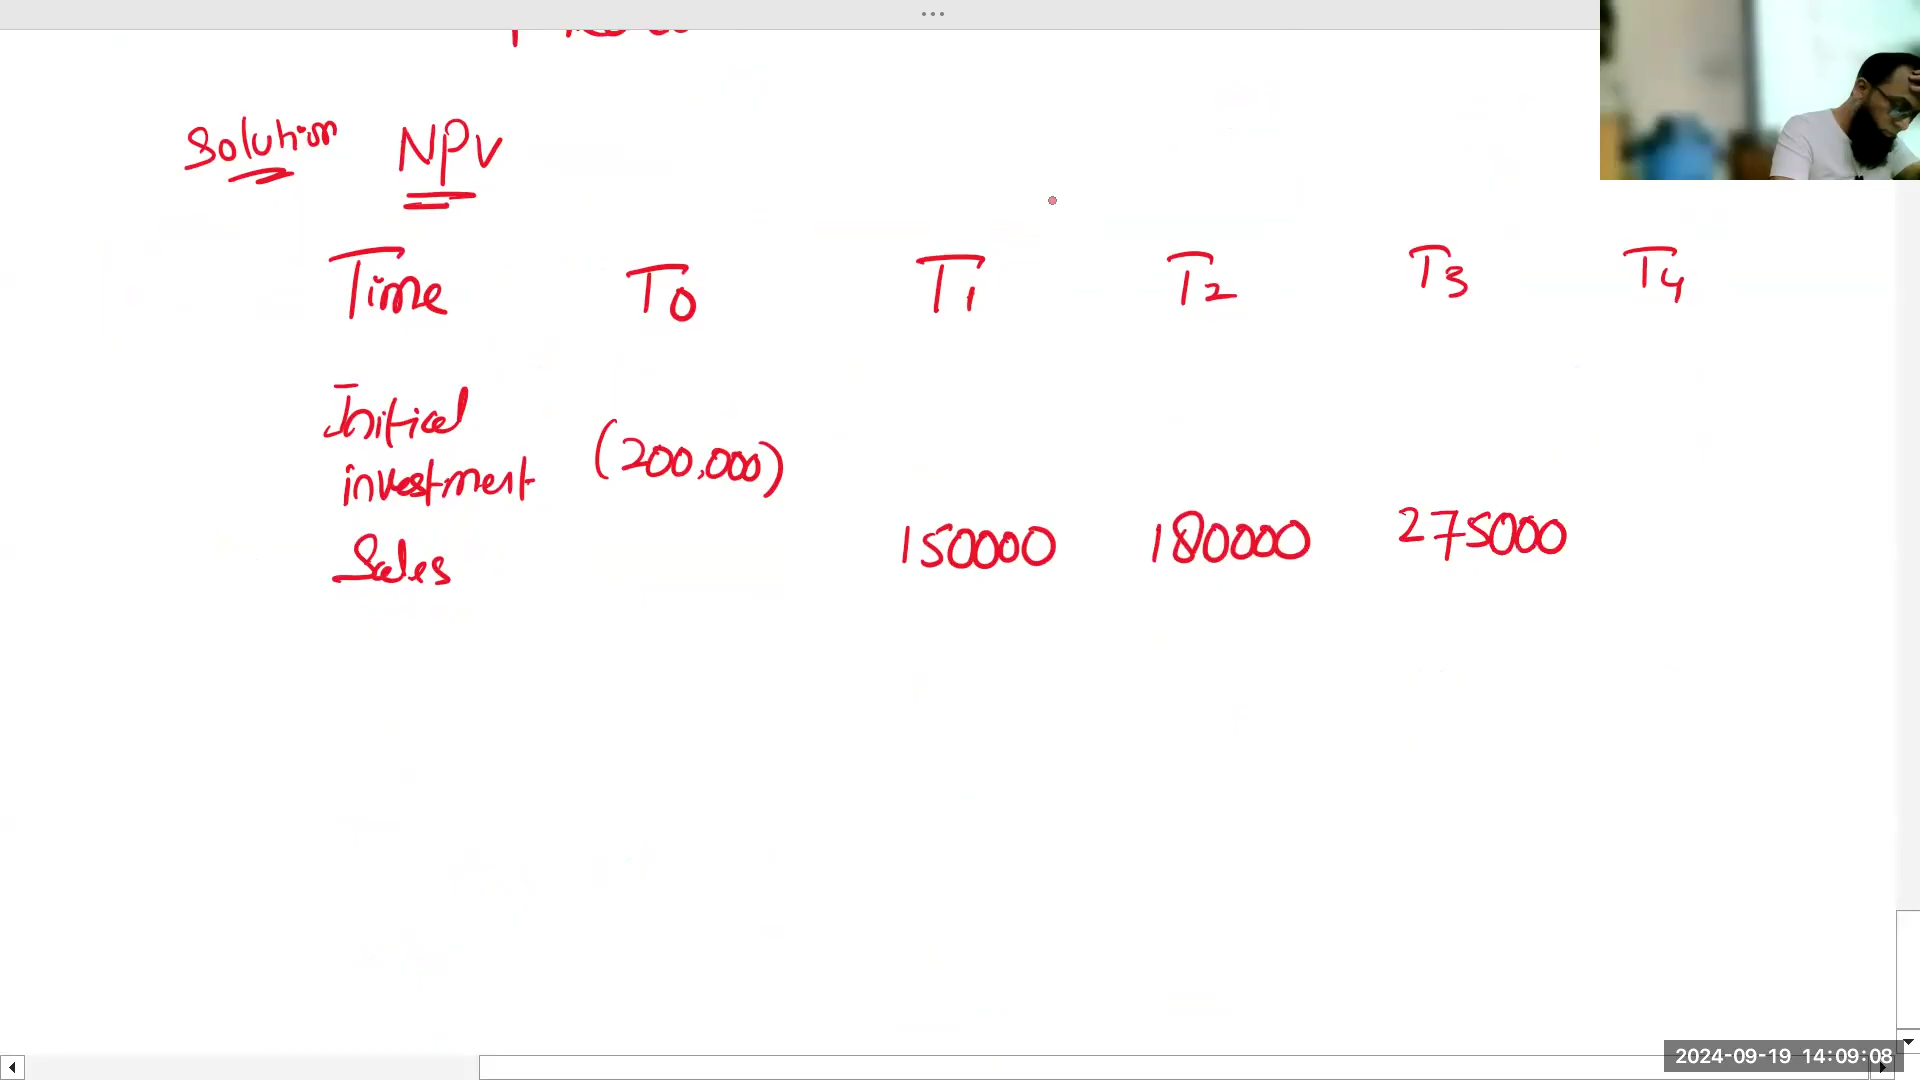 Solution NPV
Time T0 T1 T2 T3 T4
Initial
investment (200,000)
Sales 150000 180000 275000
2024-09-19 14:09:08